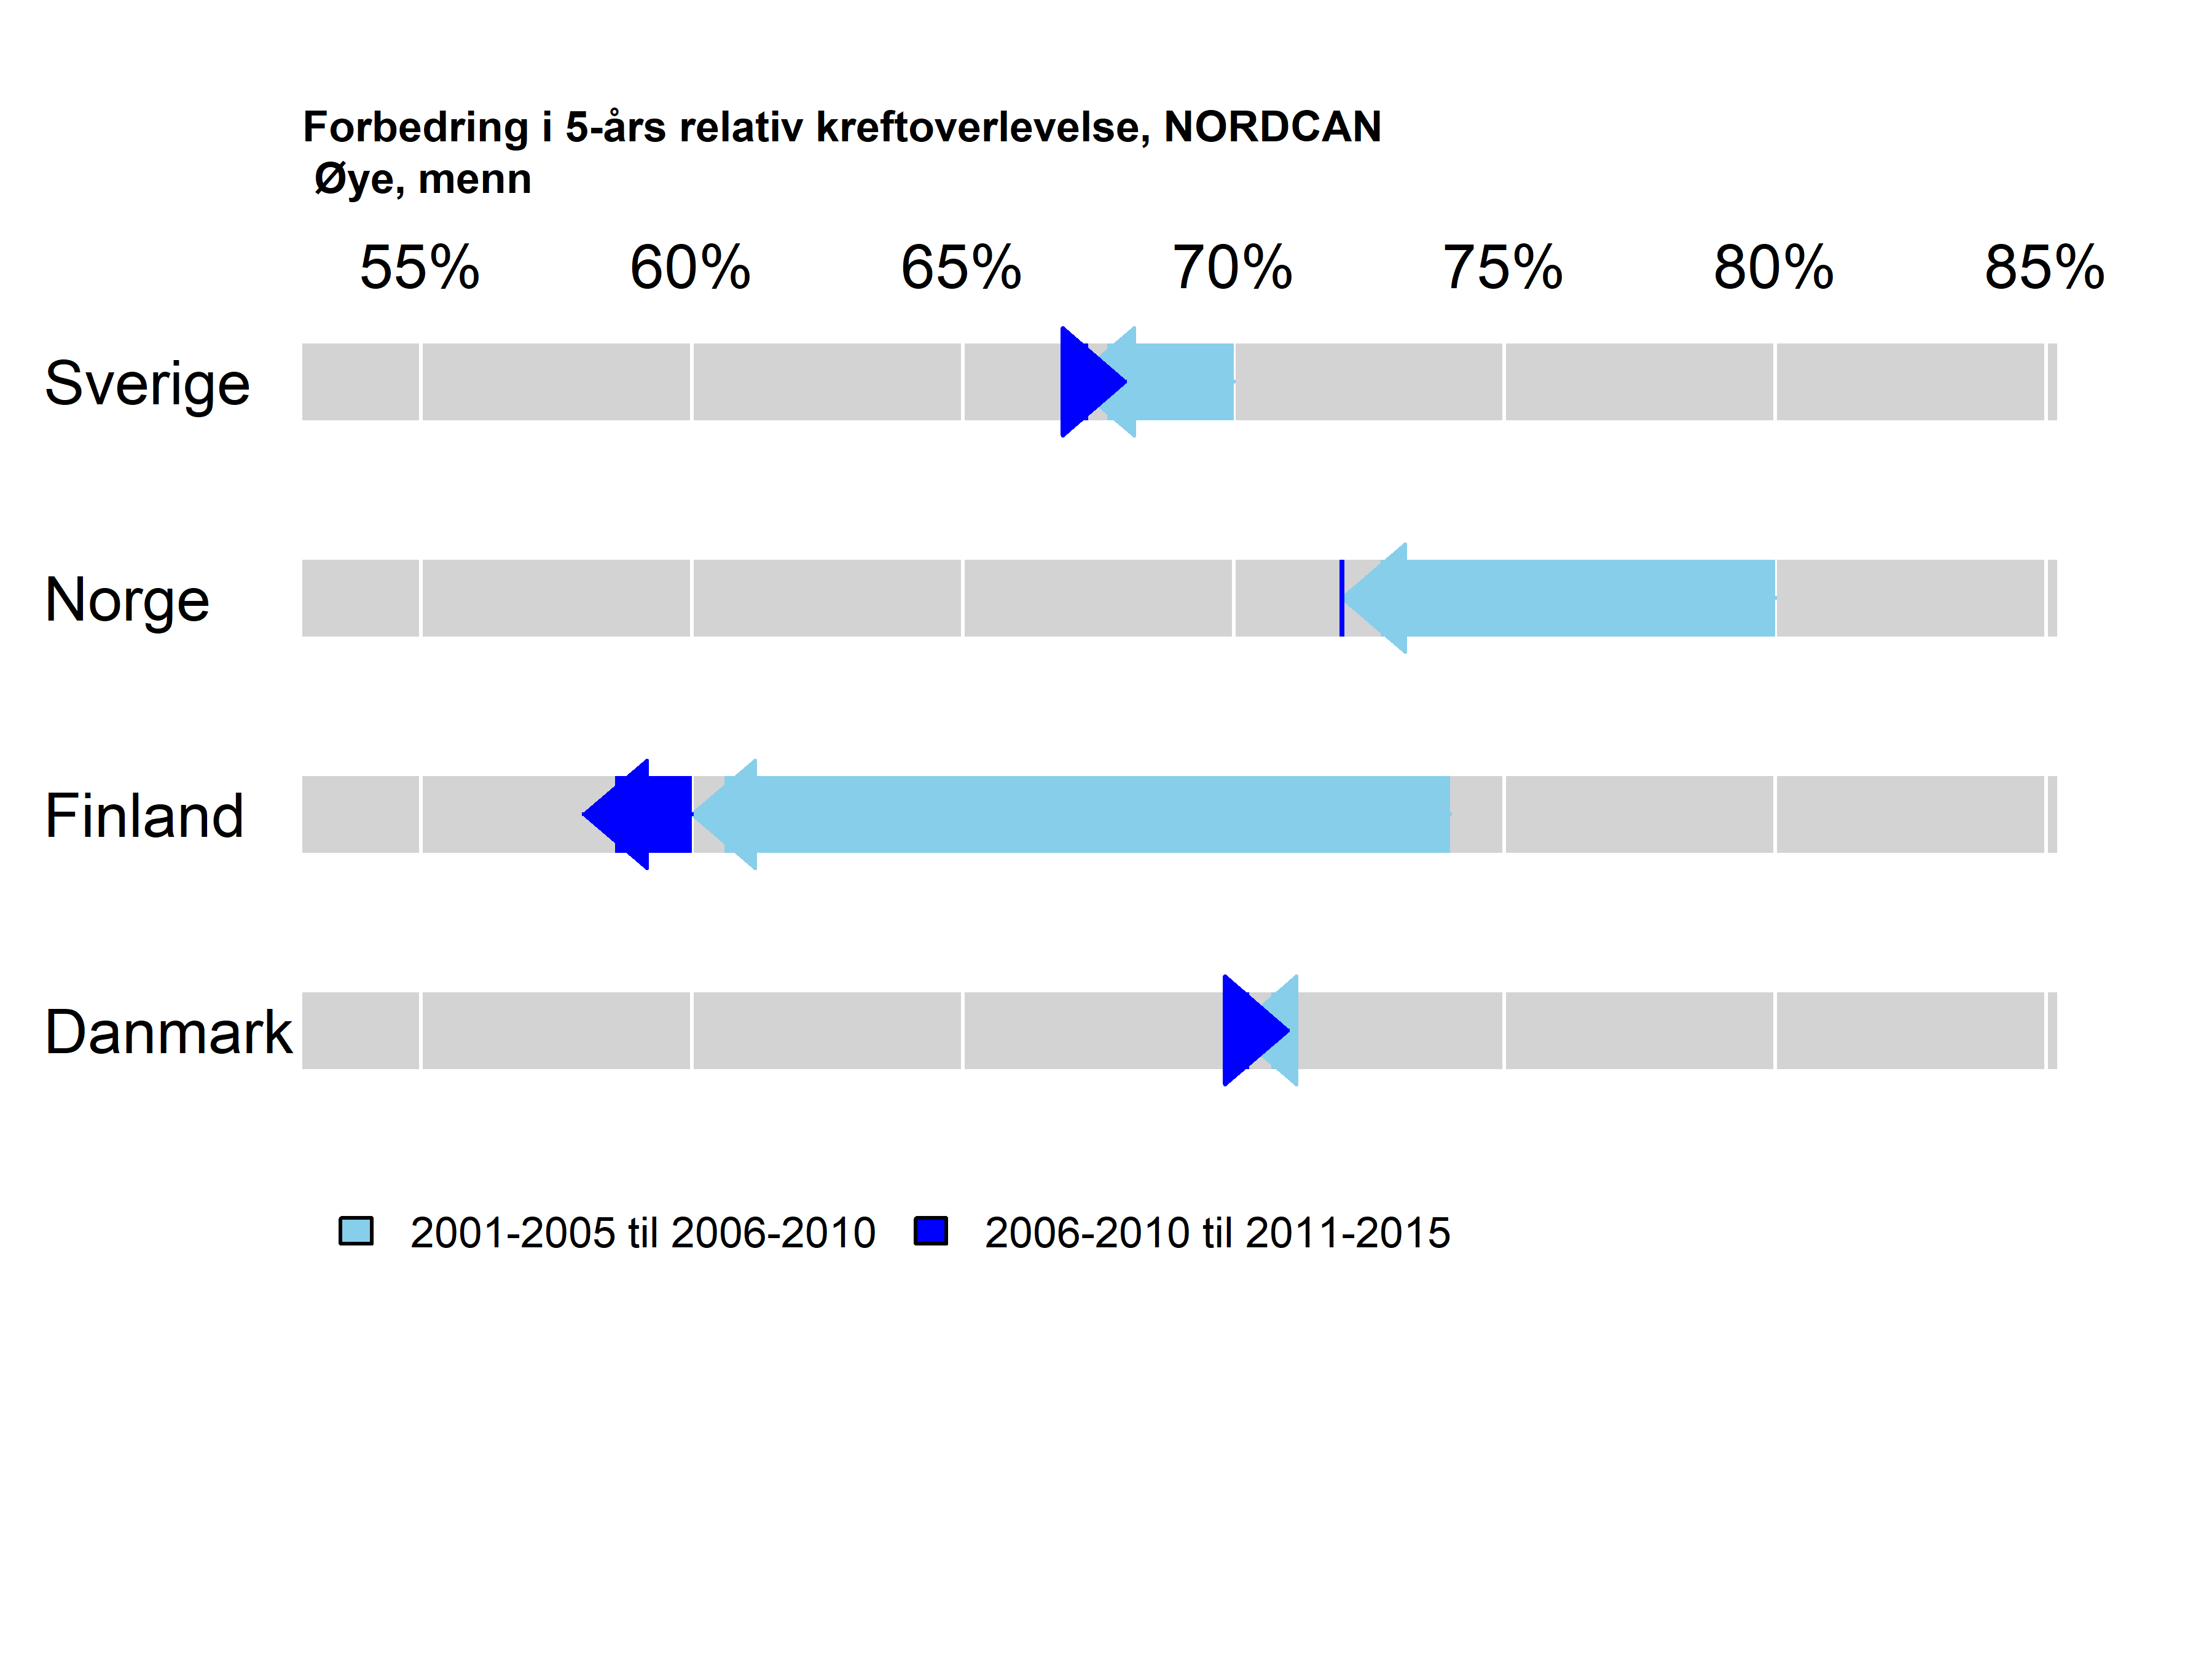 Forbedring i 5-års relativ kreftoverlevelse, NORDCAN
Øye, menn
55% 60% 65% 70% 75% 80% 85%
Sverige
Norge
Finland
Danmark
2001-2005 til 2006-2010 2006-2010 til 2011-2015